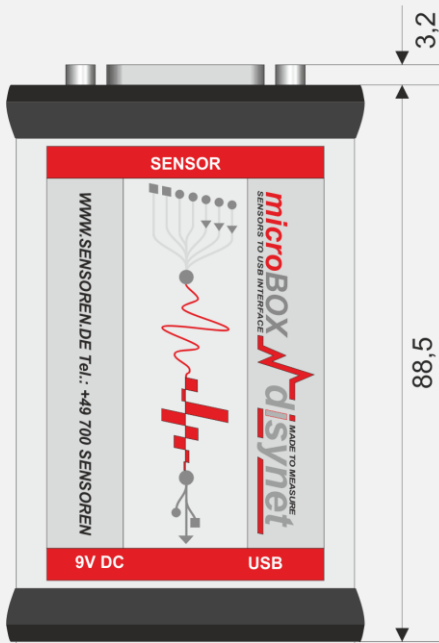 3,2
88,5
SENSOR
microBOX
SENSORS TO USB INTERFACE
disynet
MADE TO MEASURE
WWW.SENSOREN.DE Tel.: +49 700 SENSOREN
9V DC
USB